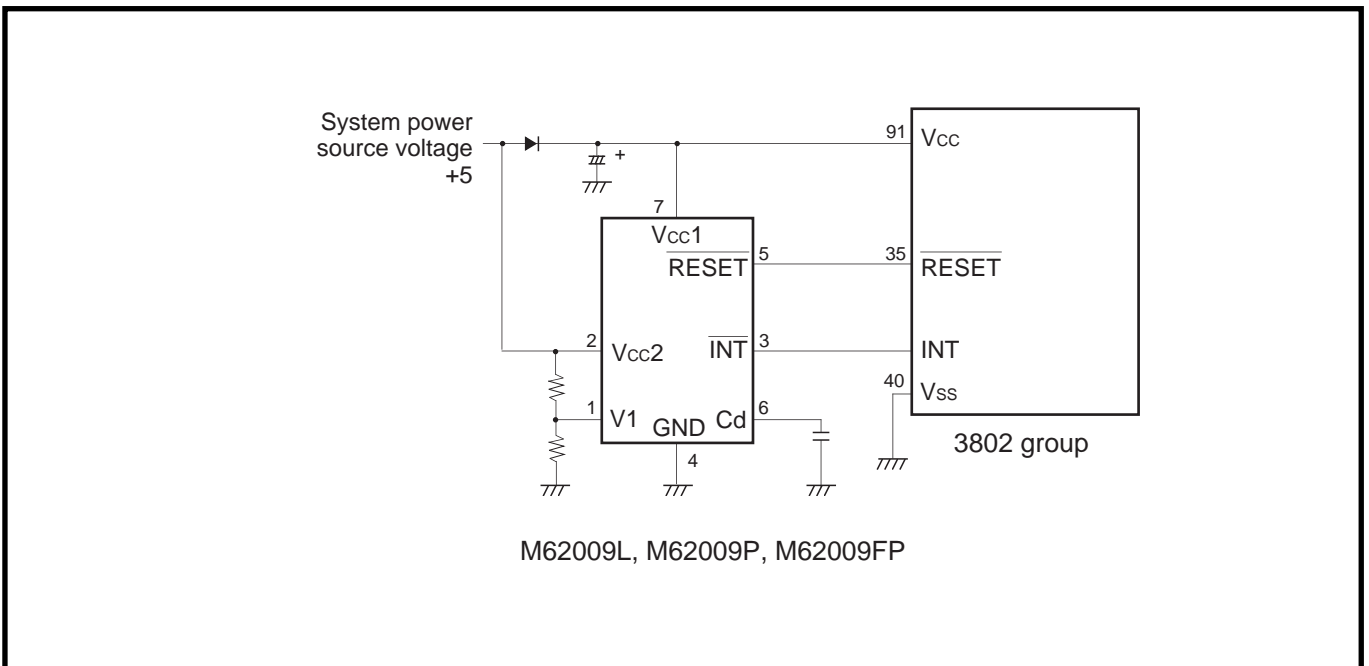 System power
source voltage
+5
+
91
VCC
7
VCC1
RESET
5
35
RESET
2
VCC2
INT
3
INT
40
VSS
1
V1
GND
Cd
6
4
3802 group
M62009L, M62009P, M62009FP